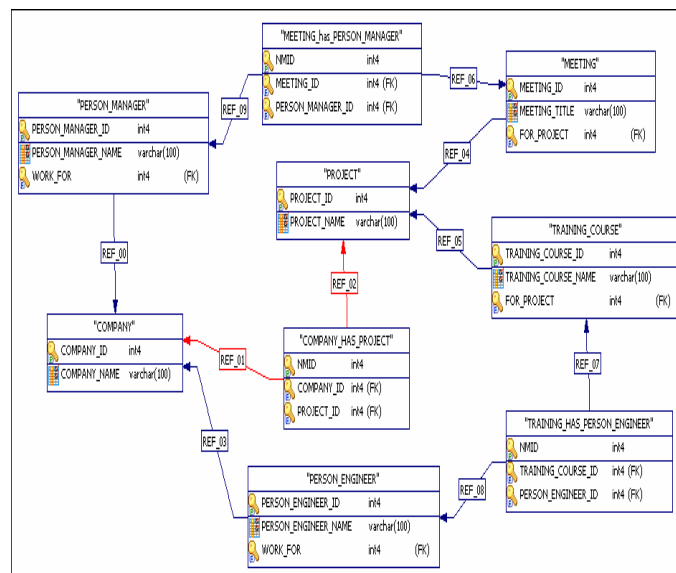 "MEETING_has_PERSON_MANAGER"
NMID int4
MEETING_ID int4 (FK)
PERSON_MANAGER_ID int4 (FK)
REF_06
"MEETING"
MEETING_ID int4
MEETING_TITLE varchar(100)
FOR_PROJECT int4 (FK)
REF_09
"PERSON_MANAGER"
PERSON_MANAGER_ID int4
PERSON_MANAGER_NAME varchar(100)
WORK_FOR int4 (FK)
REF_04
"PROJECT"
PROJECT_ID int4
PROJECT_NAME varchar(100)
REF_05
"TRAINING_COURSE"
TRAINING_COURSE_ID int4
TRAINING_COURSE_NAME varchar(100)
FOR_PROJECT int4 (FK)
REF_00
REF_02
"COMPANY"
COMPANY_ID int4
COMPANY_NAME varchar(100)
REF_01
"COMPANY_HAS_PROJECT"
NMID int4
COMPANY_ID int4 (FK)
PROJECT_ID int4 (FK)
REF_07
"TRAINING_HAS_PERSON_ENGINEER"
NMID int4
TRAINING_COURSE_ID int4 (FK)
PERSON_ENGINEER_ID int4 (FK)
REF_03
REF_08
"PERSON_ENGINEER"
PERSON_ENGINEER_ID int4
PERSON_ENGINEER_NAME varchar(100)
WORK_FOR int4 (FK)